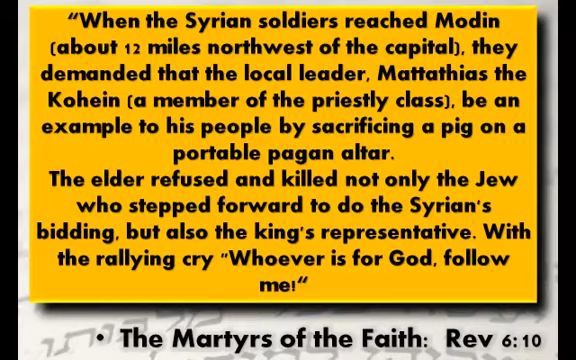 “When the Syrian soldiers reached Modin
(about 12 miles northwest of the capital), they
demanded that the local leader, Mattathias the
Kohein (a member of the priestly class), be an
example to his people by sacrificing a pig on a
portable pagan altar.
The elder refused and killed not only the Jew
who stepped forward to do the Syrian's
bidding, but also the king's representative. With
the rallying cry "Whoever is for God, follow
me!“
• The Martyrs of the Faith:  Rev 6:10